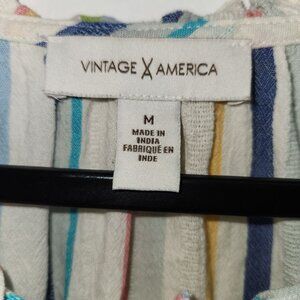 VINTAGE AMERICA
M
MADE IN
INDIA
FABRIQUÉ EN
INDE